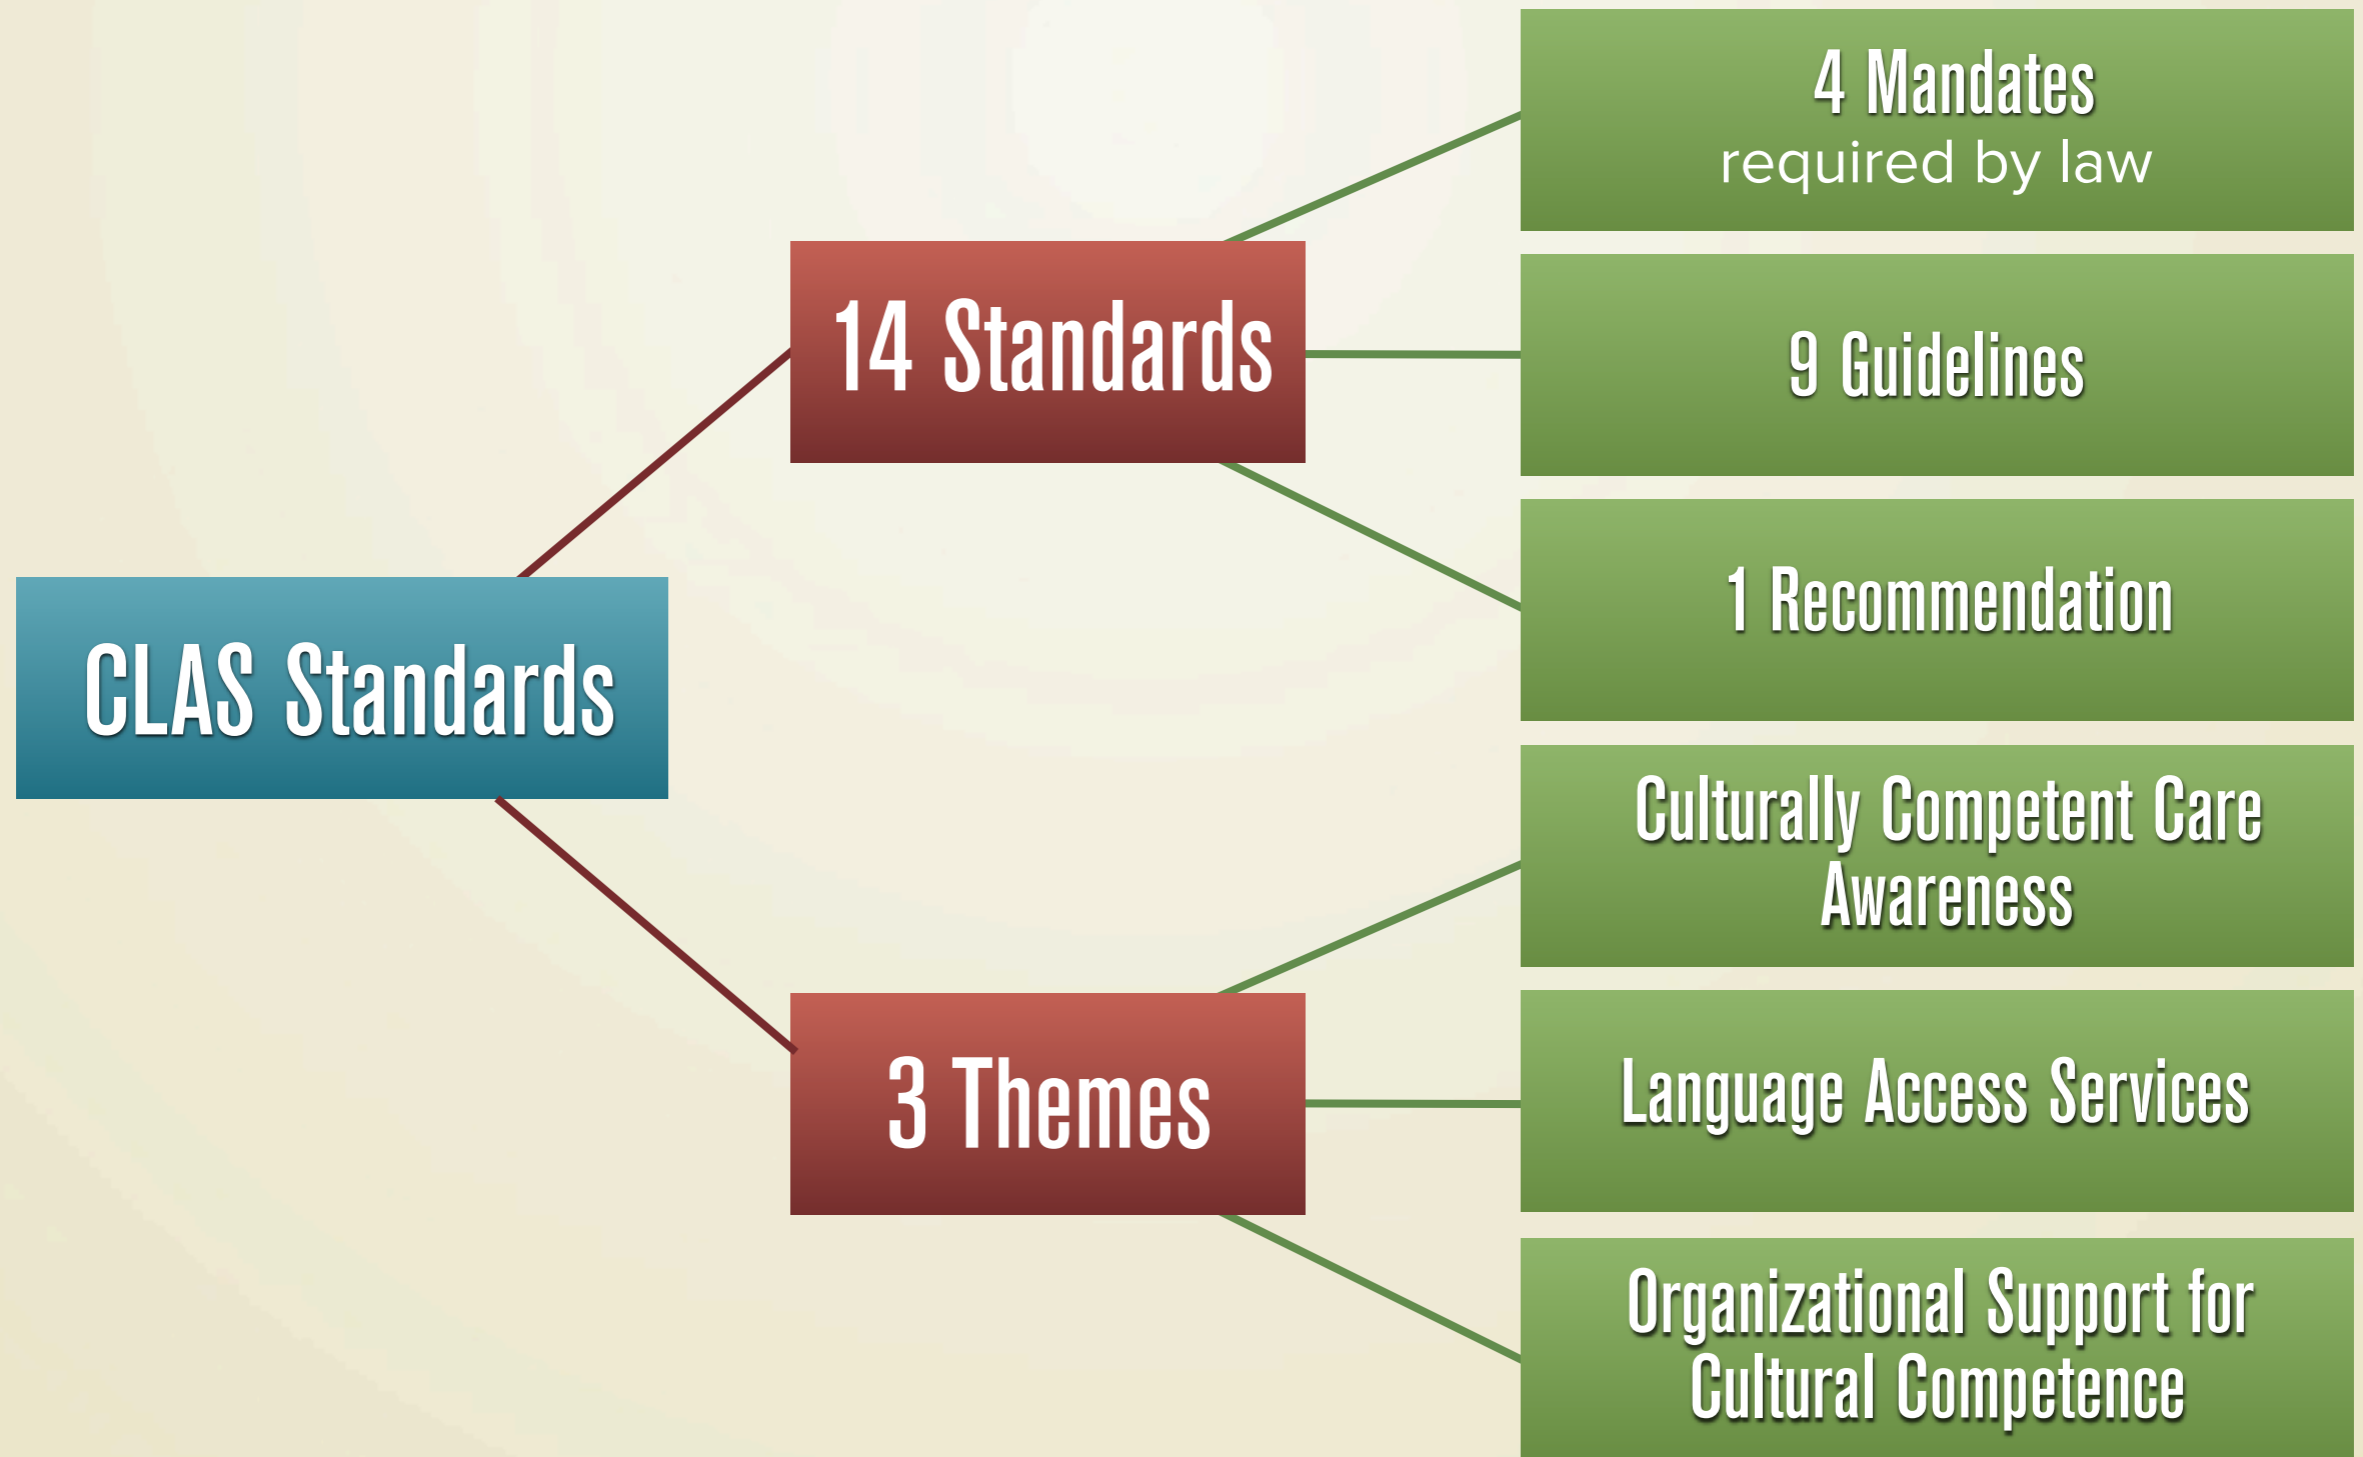 4 Mandates
required by law
14 Standards
9 Guidelines
1 Recommendation
CLAS Standards
Culturally Competent Care
Awareness
3 Themes
Language Access Services
Organizational Support for
Cultural Competence